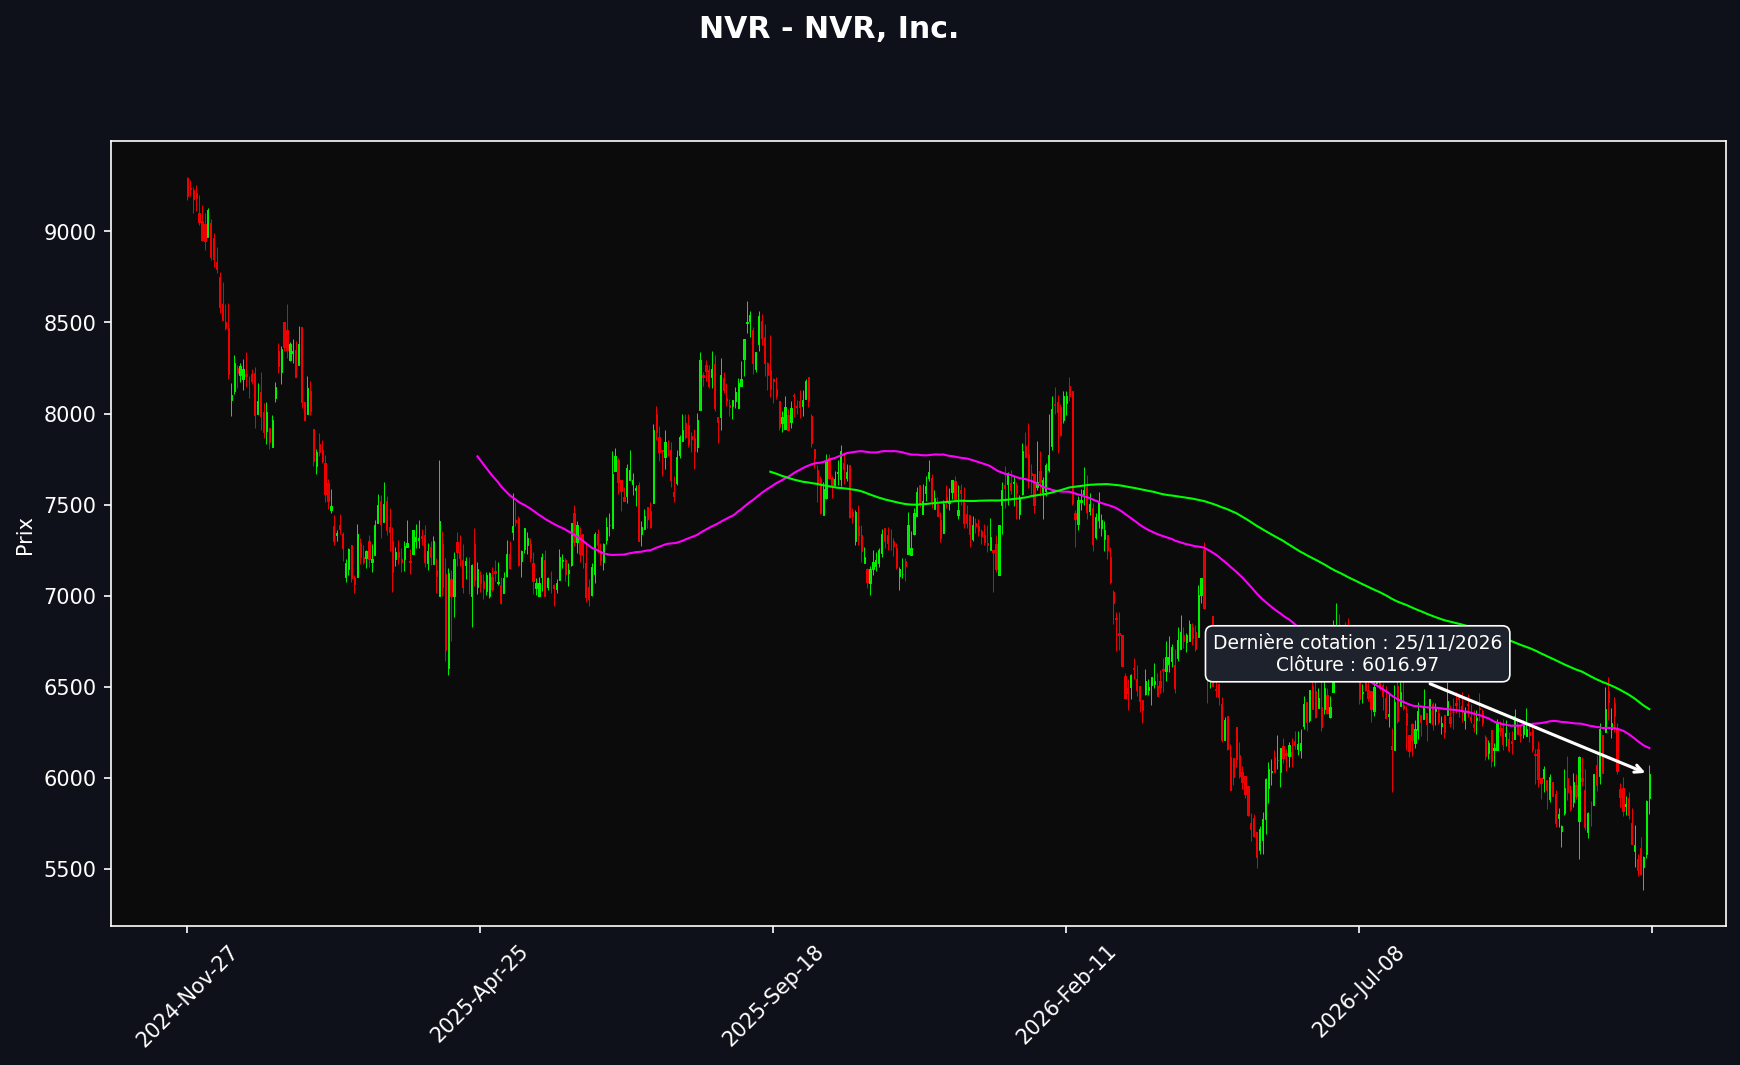 NVR - NVR, Inc.
Prix
9000
8500
8000
7500
7000
6500
6000
5500
Dernière cotation : 25/11/2026
Clôture : 6016.97
2024-Nov-27
2025-Apr-25
2025-Sep-18
2026-Feb-11
2026-Jul-08